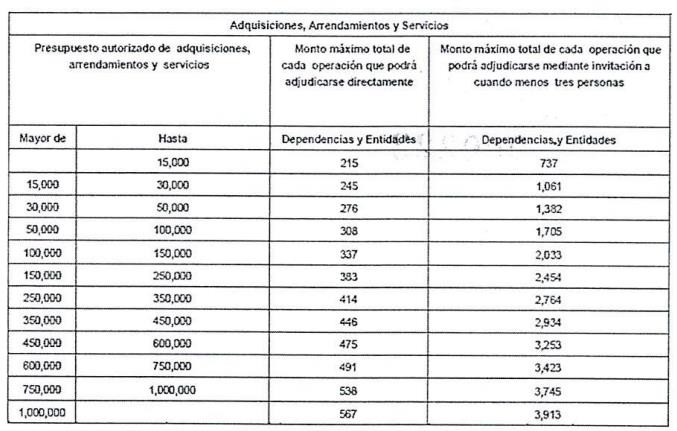 Adquisiciones, Arrendamientos y Servicios
Presupuesto autorizado de adquisiciones,
arrendamientos y servicios
Monto máximo total de
cada operación que podrá
adjudicarse directamente
Monto máximo total de cada operación que
podrá adjudicarse mediante invitación a
cuando menos tres personas
Mayor de Hasta Dependencias y Entidades Dependencias y Entidades
15,000 215 737
15,000 30,000 245 1,061
30,000 50,000 276 1,382
50,000 100,000 308 1,705
100,000 150,000 337 2,033
150,000 250,000 383 2,454
250,000 350,000 414 2,764
350,000 450,000 446 2,934
450,000 600,000 475 3,253
600,000 750,000 491 3,423
750,000 1,000,000 538 3,745
1,000,000 567 3,913